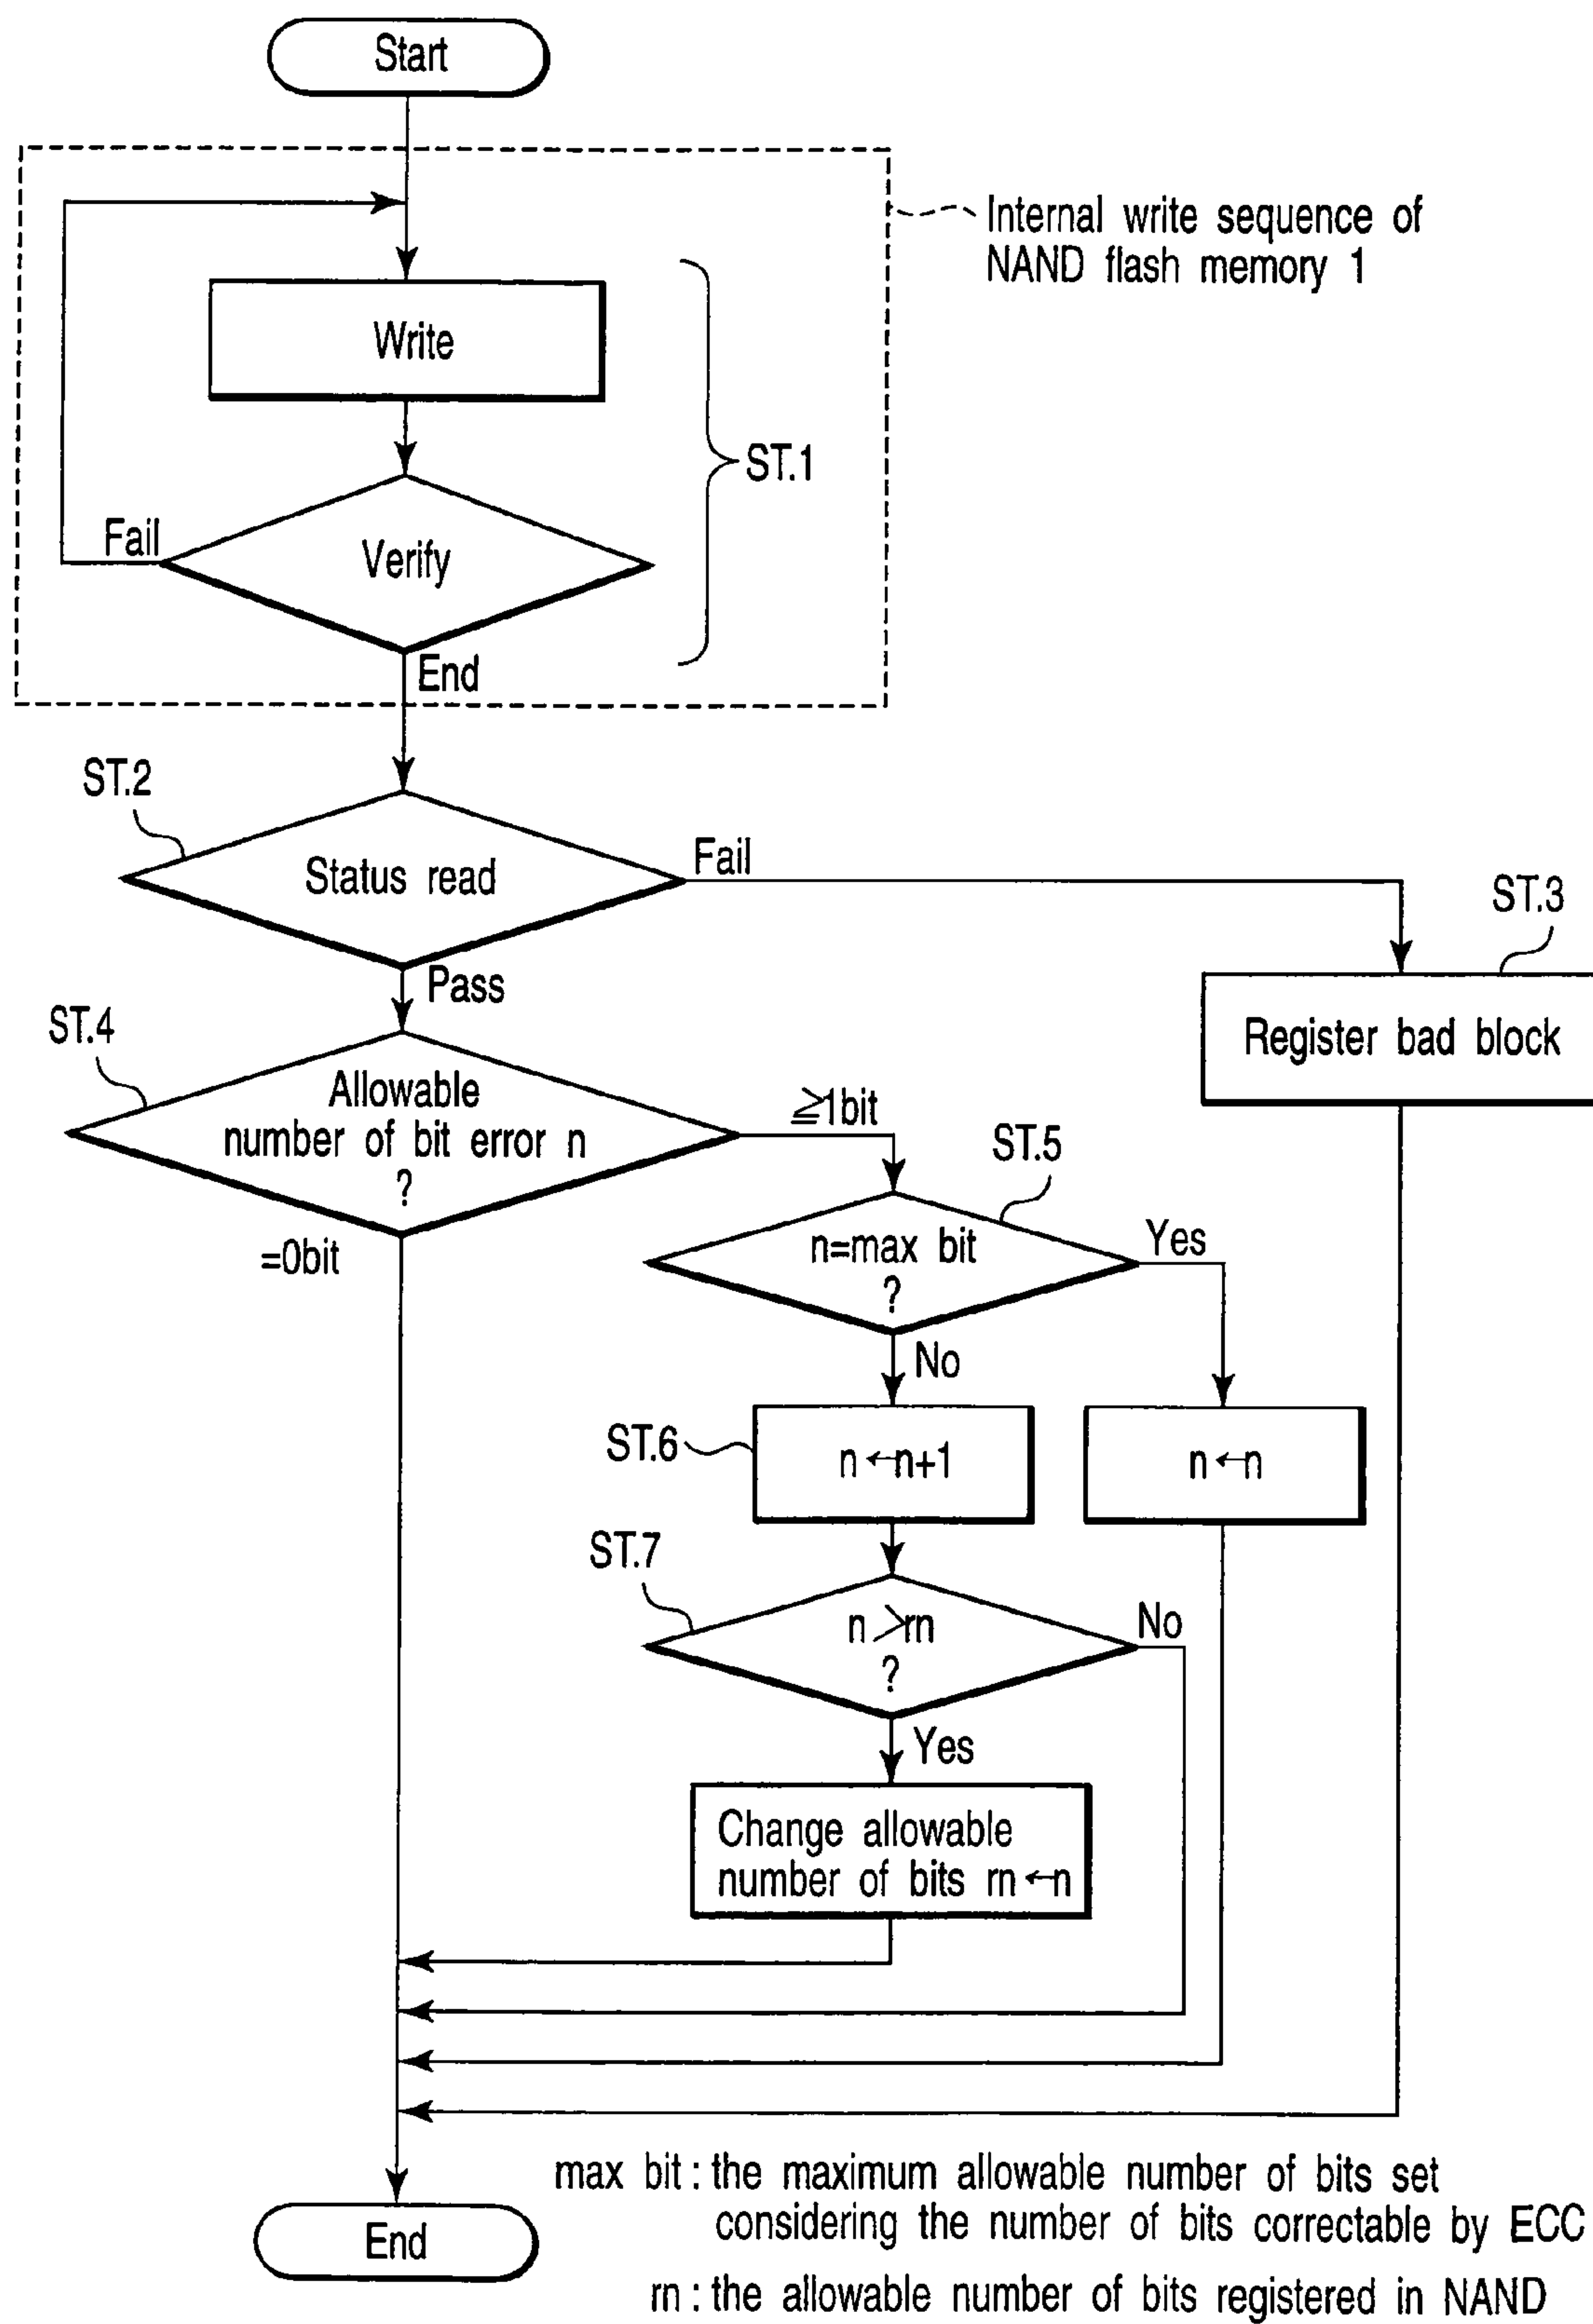 Start
Internal write sequence of
NAND flash memory 1
Write
ST.1
Fail
Verify
End
ST.2
Status read
Fail
ST.3
Pass
Register bad block
ST.4
Allowable
number of bit error n
?
≧1bit
=0bit
ST.5
n=max bit
?
Yes
No
ST.6
n←n+1
n←n
ST.7
n>rn
?
No
Yes
Change allowable
number of bits rn←n
max bit : the maximum allowable number of bits set
considering the number of bits correctable by ECC
End
rn : the allowable number of bits registered in NAND